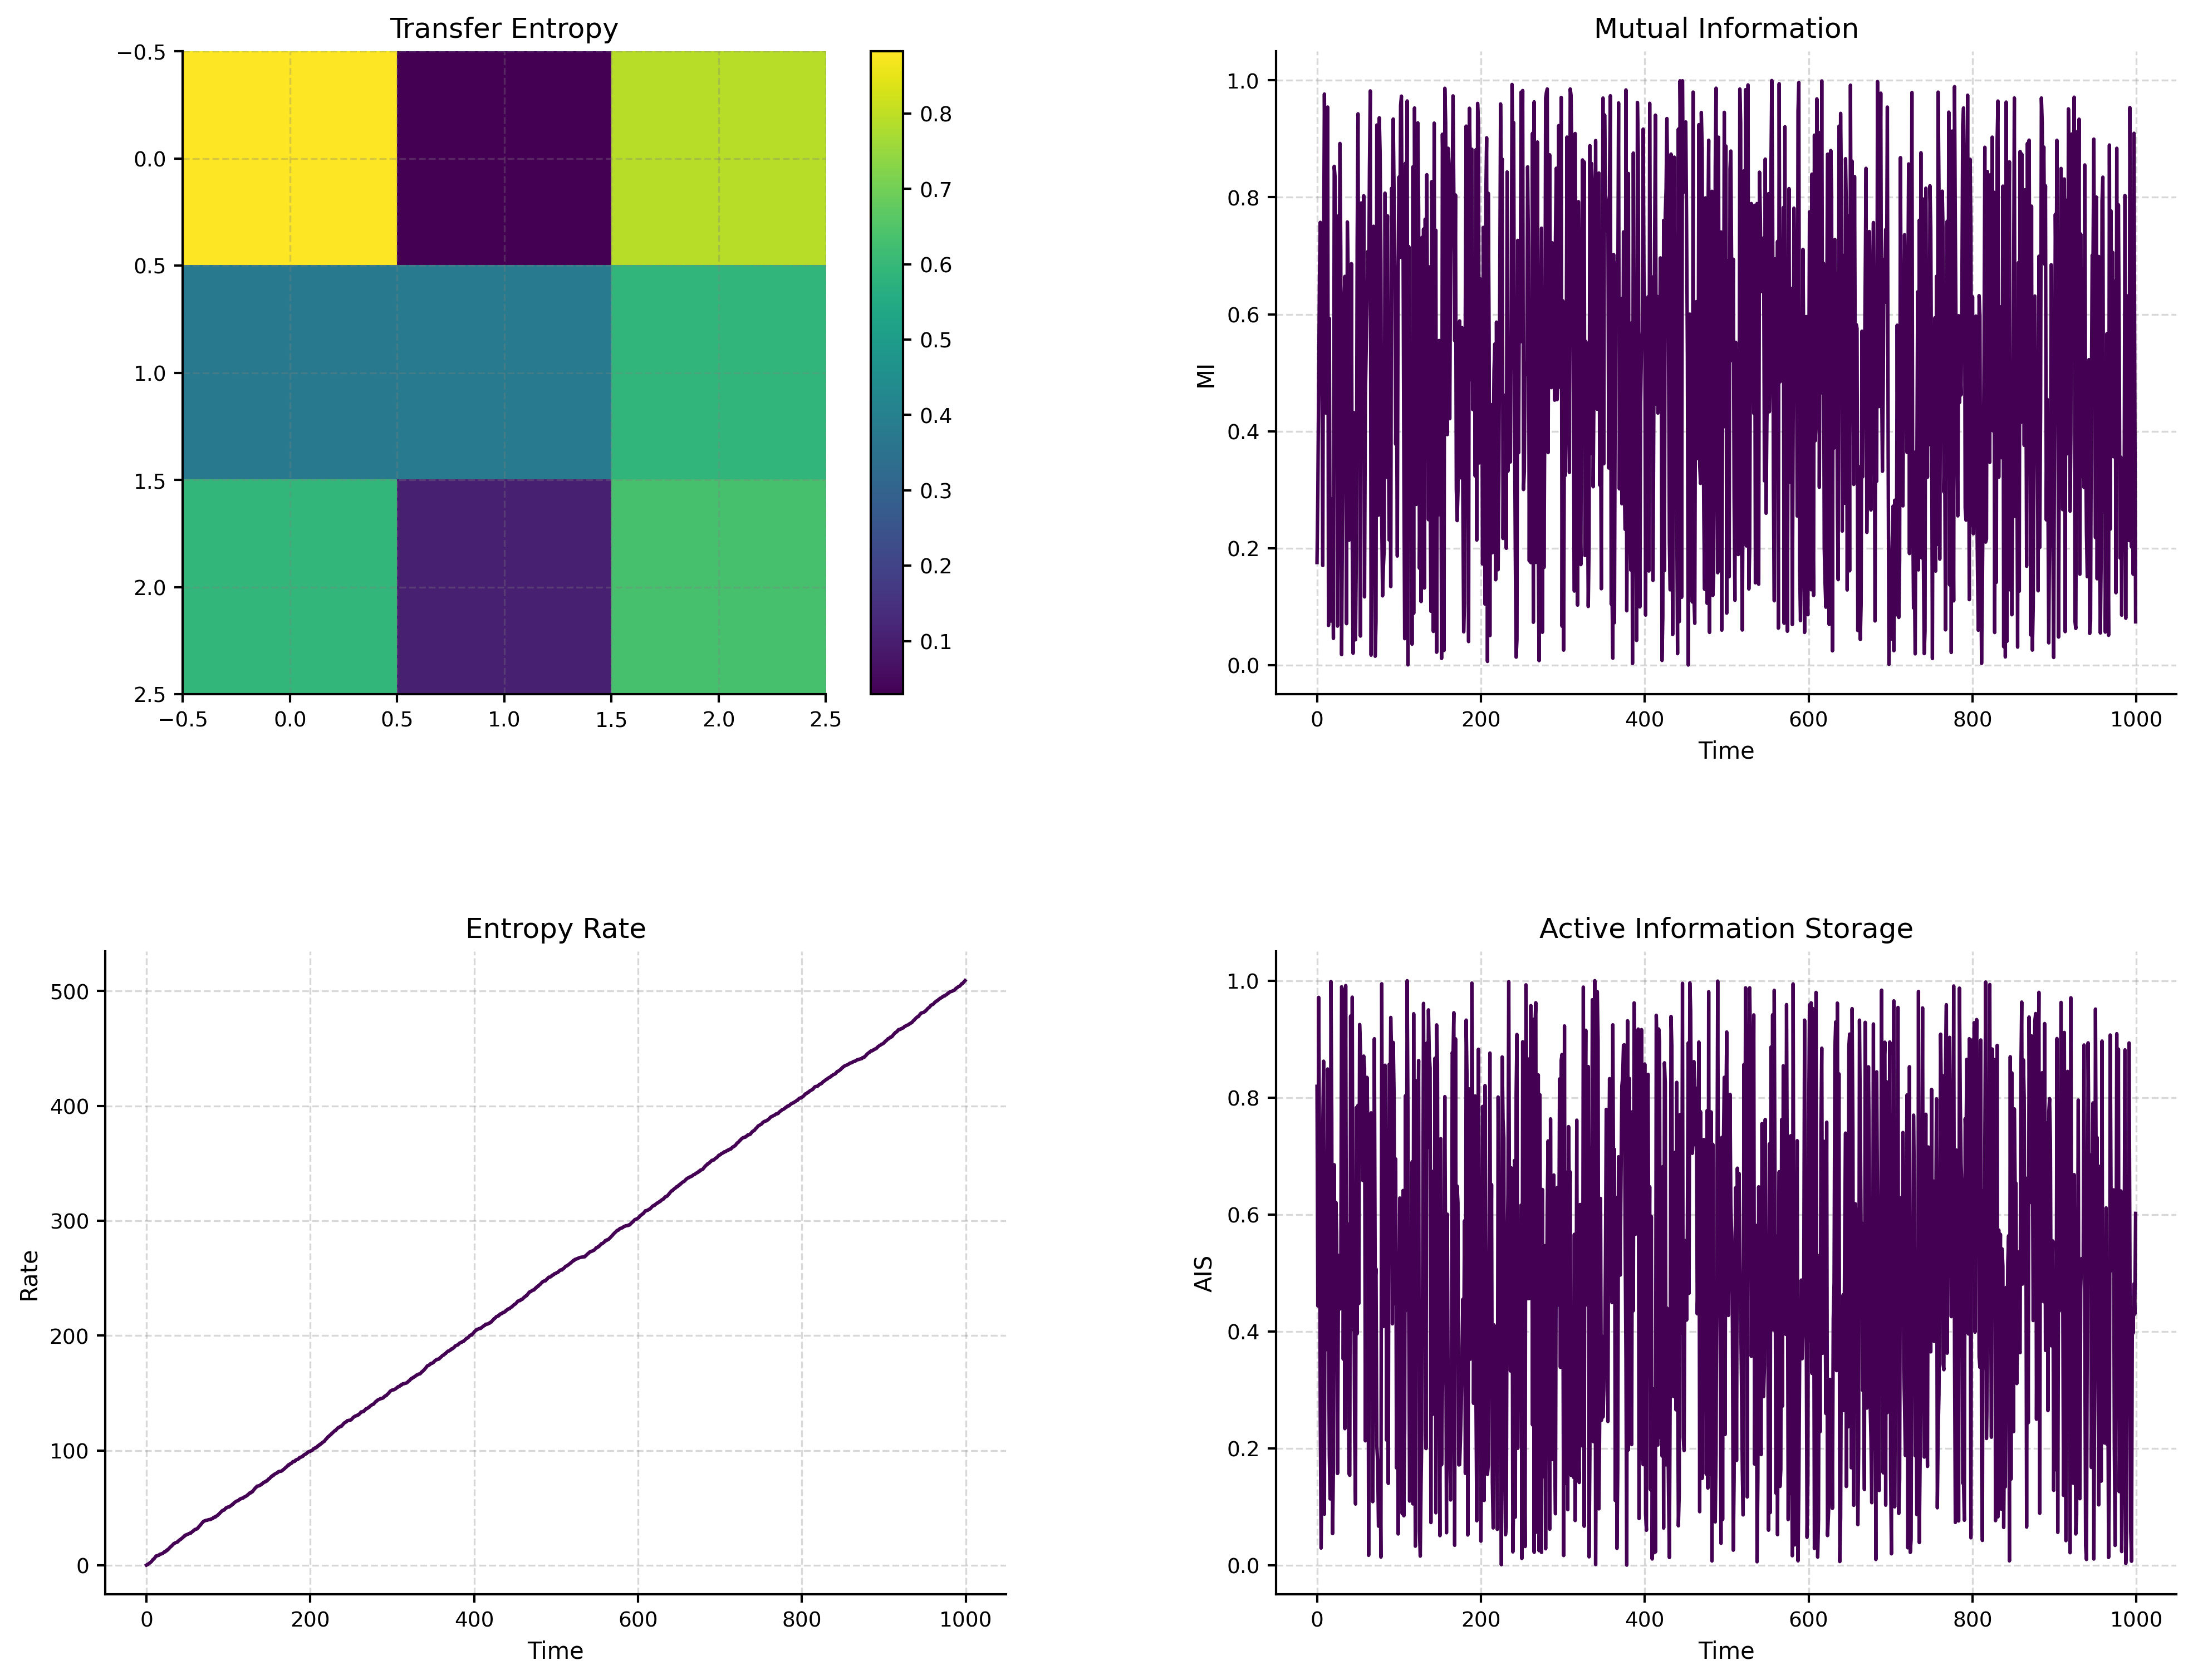 Transfer Entropy
−0.5
0.0
0.5
1.0
1.5
2.0
2.5
−0.5 0.0 0.5 1.0 1.5 2.0 2.5
0.8
0.7
0.6
0.5
0.4
0.3
0.2
0.1
Mutual Information
MI
1.0
0.8
0.6
0.4
0.2
0.0
0 200 400 600 800 1000
Time
Entropy Rate
Rate
500
400
300
200
100
0
0 200 400 600 800 1000
Time
Active Information Storage
AIS
1.0
0.8
0.6
0.4
0.2
0.0
0 200 400 600 800 1000
Time